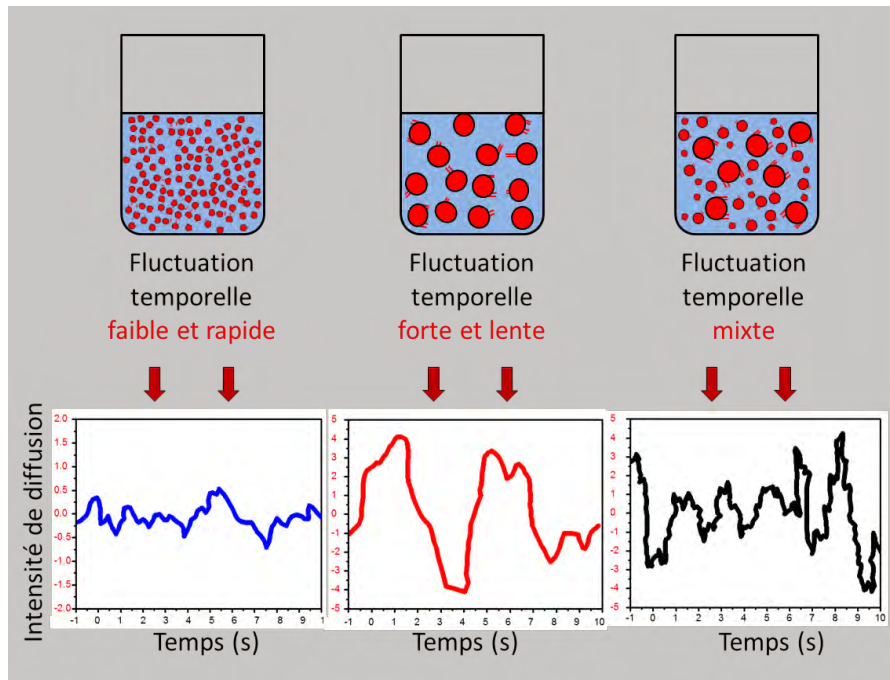 Fluctuation
temporelle
faible et rapide
Fluctuation
temporelle
forte et lente
Fluctuation
temporelle
mixte
Intensité de diffusion
2.0
1.5
1.0
0.5
0.0
-0.5
-1.0
-1.5
-2.0
-1 0 1 2 3 4 5 6 7 8 9 1
Temps (s)
5
4
3
2
1
0
-1
-2
-3
-4
-5
-1 0 1 2 3 4 5 6 7 8 9 10
Temps (s)
5
4
3
2
1
0
-1
-2
-3
-4
-5
-1 0 1 2 3 4 5 6 7 8 9 10
Temps (s)